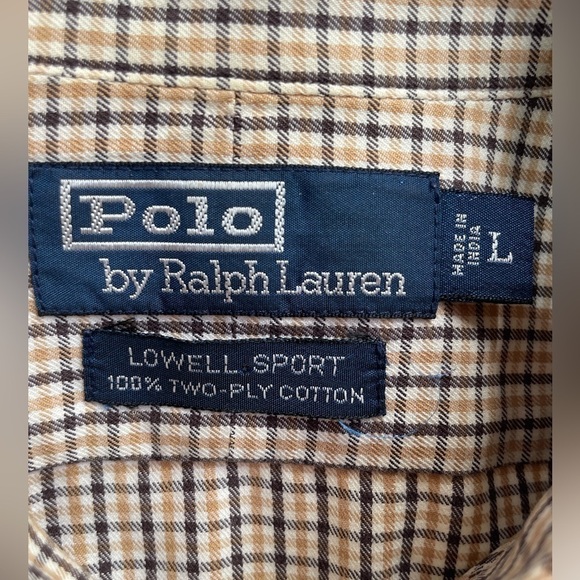 Polo
by Ralph Lauren
MADE IN
INDIA
L
LOWELL SPORT
100% TWO-PLY COTTON